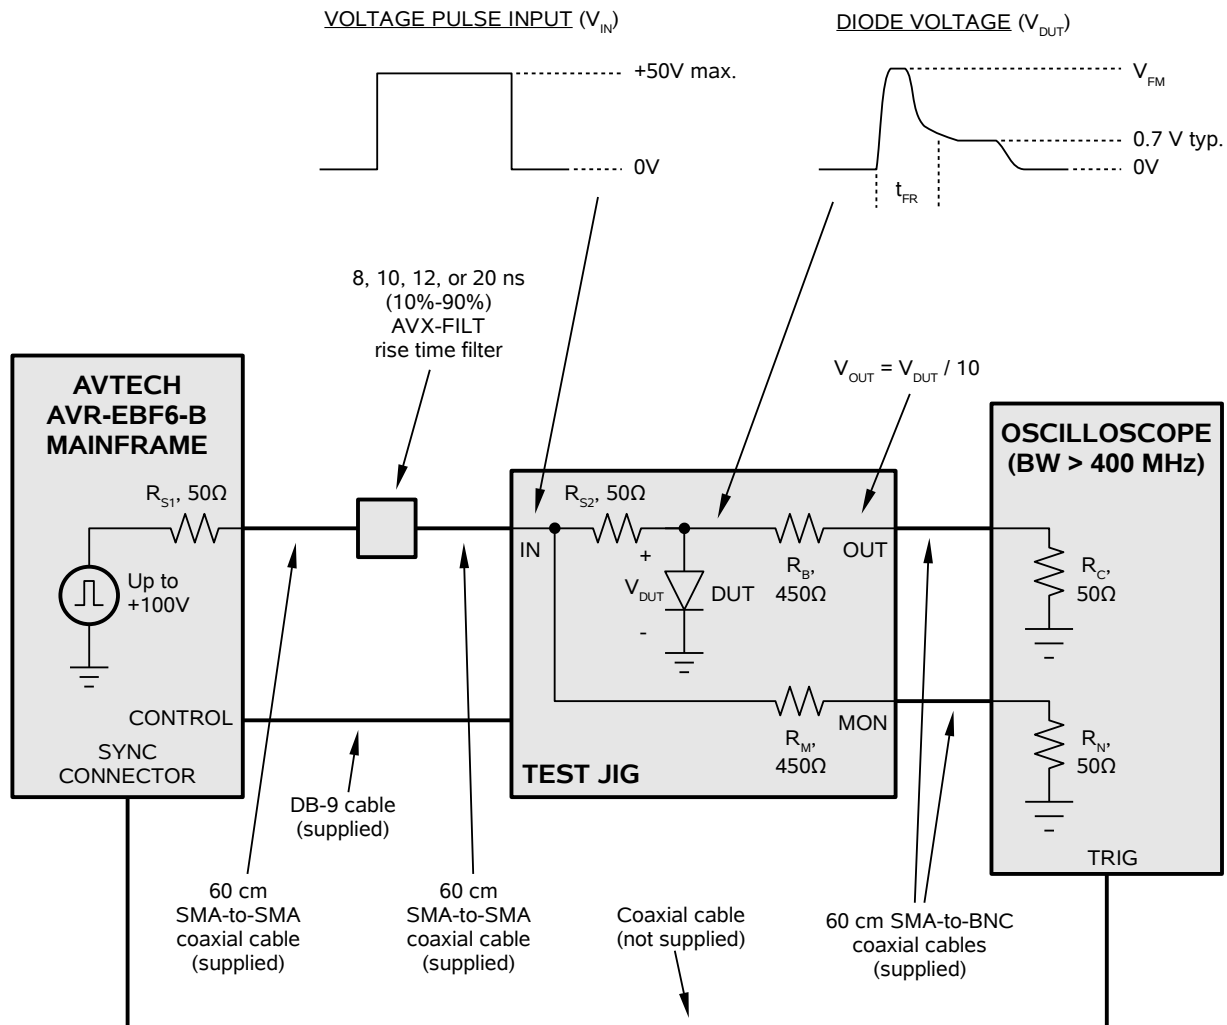 VOLTAGE PULSE INPUT (VIN)
+50V max.
0V
DIODE VOLTAGE (VDUT)
VFM
0.7 V typ.
0V
tFR
8, 10, 12, or 20 ns
(10%-90%)
AVX-FILT
rise time filter
VOUT = VDUT / 10
AVTECH
AVR-EBF6-B
MAINFRAME
RS1, 50Ω
Up to
+100V
CONTROL
SYNC
CONNECTOR
IN
RS2, 50Ω
+
VDUT
-
DUT
RB,
450Ω
OUT
RM,
450Ω
MON
TEST JIG
OSCILLOSCOPE
(BW > 400 MHz)
RC,
50Ω
RN,
50Ω
TRIG
DB-9 cable
(supplied)
60 cm
SMA-to-SMA
coaxial cable
(supplied)
60 cm
SMA-to-SMA
coaxial cable
(supplied)
Coaxial cable
(not supplied)
60 cm SMA-to-BNC
coaxial cables
(supplied)